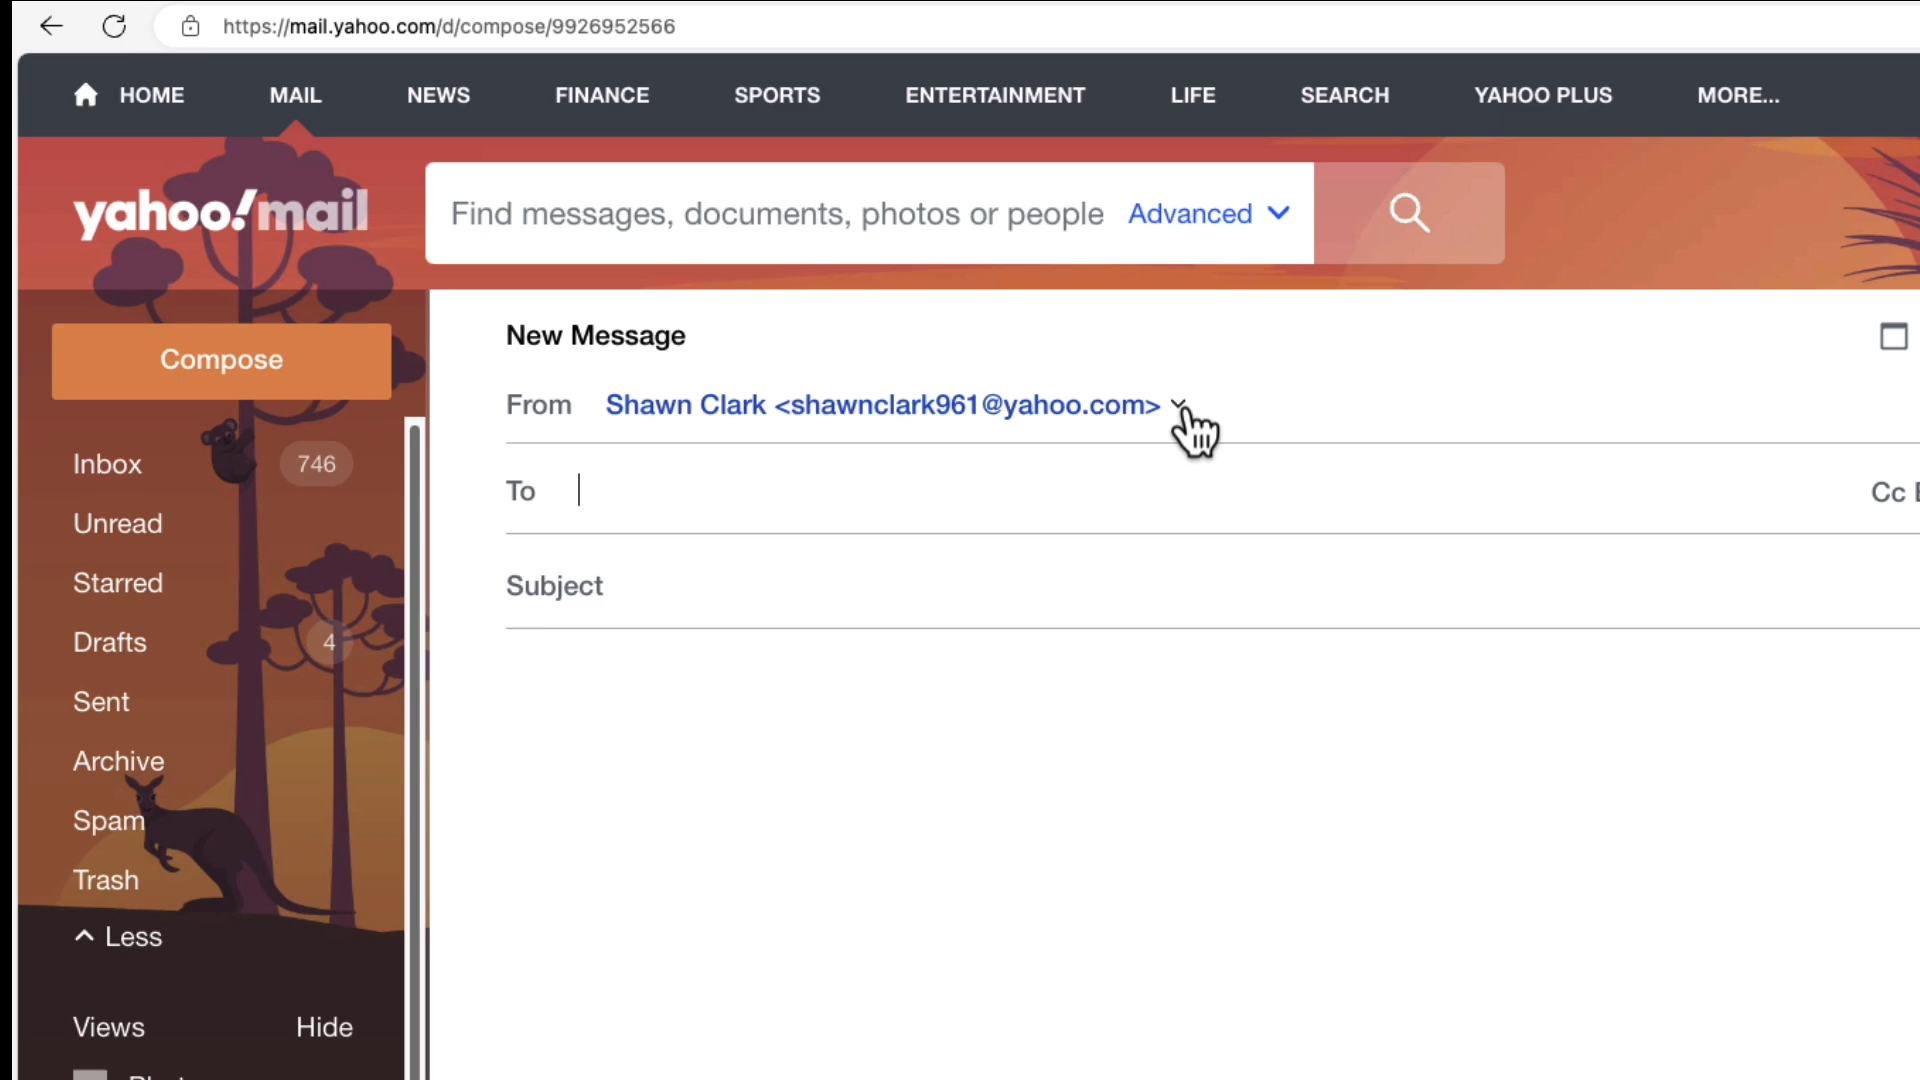 https://mail.yahoo.com/d/compose/9926952566
HOME MAIL NEWS FINANCE SPORTS ENTERTAINMENT LIFE SEARCH YAHOO PLUS MORE...
yahoo!mail
Find messages, documents, photos or people Advanced
Compose
New Message
From Shawn Clark <shawnclark961@yahoo.com>
To Cc
Subject
Inbox 746
Unread
Starred
Drafts 4
Sent
Archive
Spam
Trash
Less
Views Hide